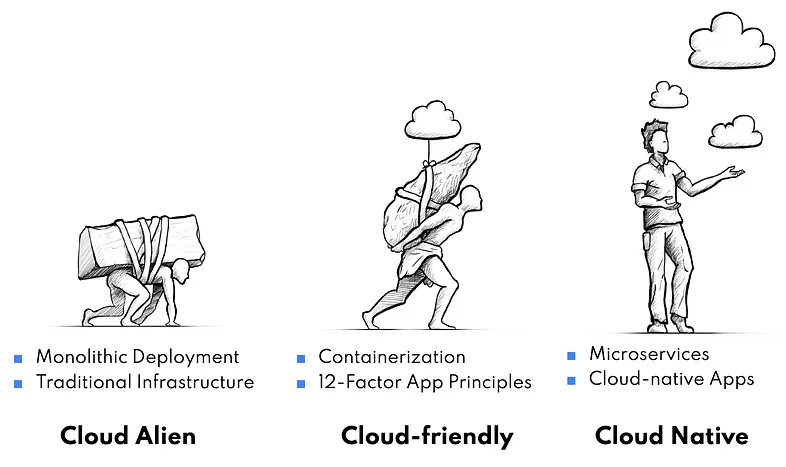 Monolithic Deployment
Traditional Infrastructure
Cloud Alien
Containerization
12-Factor App Principles
Cloud-friendly
Microservices
Cloud-native Apps
Cloud Native